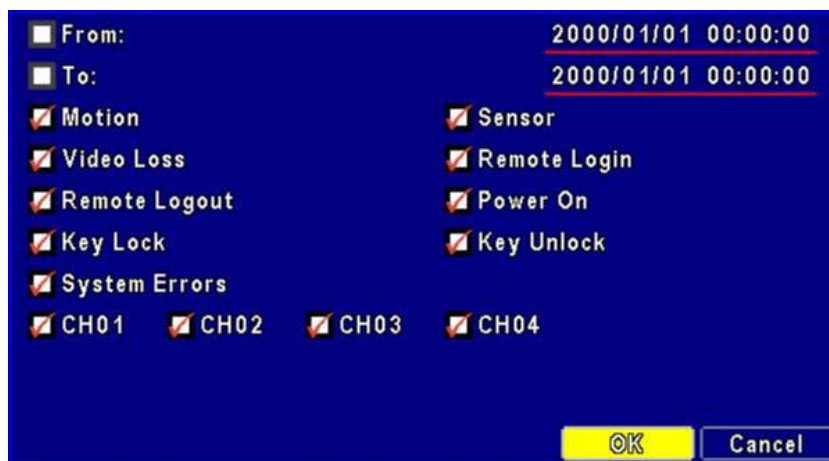 From: 2000/01/01 00:00:00
To: 2000/01/01 00:00:00
Motion Sensor
Video Loss Remote Login
Remote Logout Power On
Key Lock Key Unlock
System Errors
CH01 CH02 CH03 CH04
OK Cancel